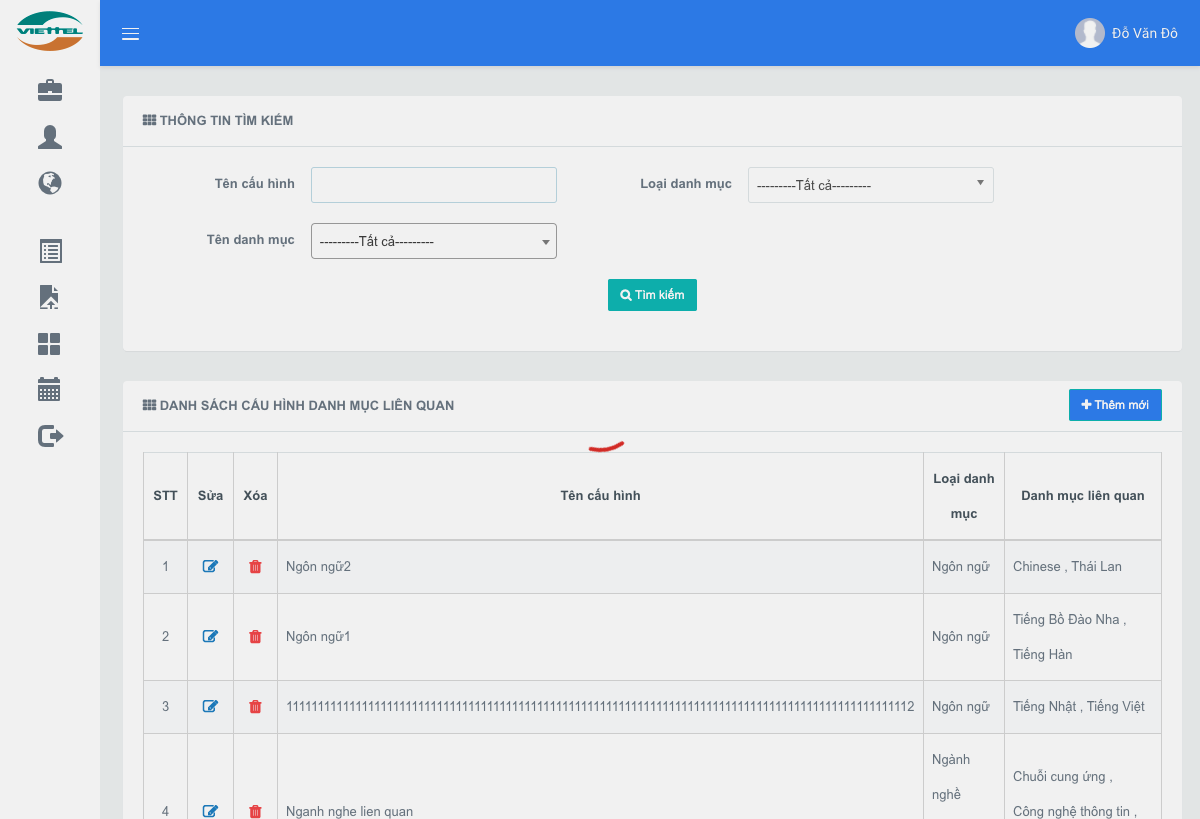 VIETTEL
Đỗ Văn Đô
THÔNG TIN TÌM KIẾM
Tên cấu hình
Loại danh mục
---------Tất cả---------
Tên danh mục
---------Tất cả---------
Tìm kiếm
DANH SÁCH CẤU HÌNH DANH MỤC LIÊN QUAN
Thêm mới
STT Sửa Xóa Tên cấu hình Loại danh mục Danh mục liên quan
1 Ngôn ngữ2 Ngôn ngữ Chinese , Thái Lan
2 Ngôn ngữ1 Ngôn ngữ Tiếng Bồ Đào Nha ,
Tiếng Hàn
3 Ngôn ngữ Tiếng Nhật , Tiếng Việt
4 Nganh nghe lien quan Ngành
nghề
Chuỗi cung ứng ,
Công nghệ thông tin ,